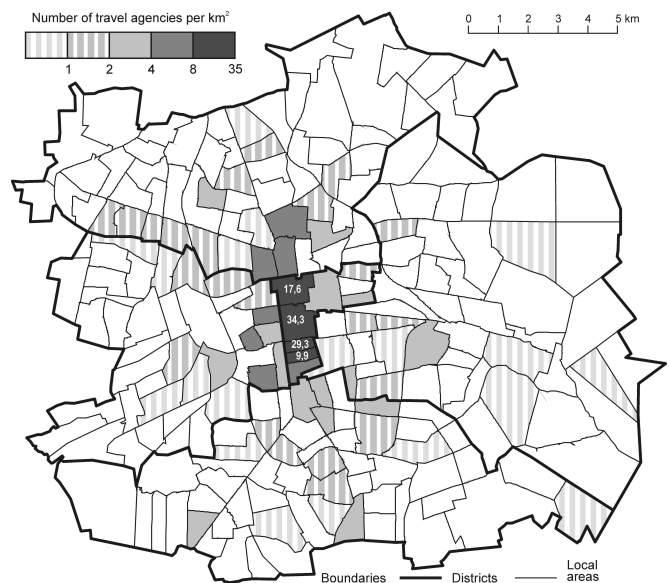 Number of travel agencies per km²
1 2 4 8 35
0 1 2 3 4 5 km
17,6
34,3
29,3
9,9
Boundaries Districts Local areas